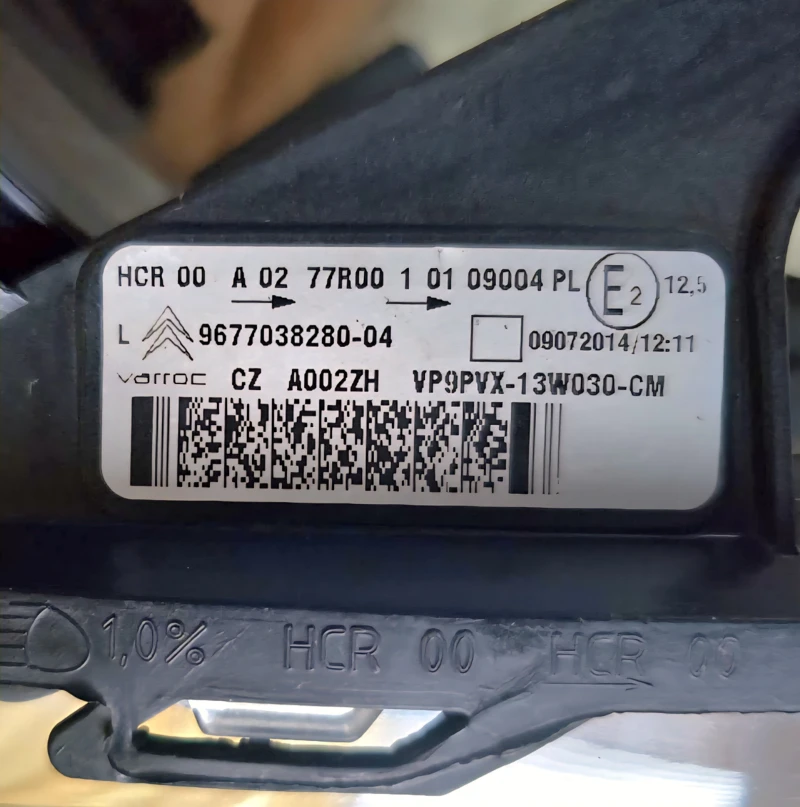 HCR 00 A 02 77R00 1 01 09004 PL E2 12,5
L 9677038280-04 09072014/12:11
varroc CZ A002ZH VP9PVX-13W030-CM
1,0% HCR 00 HCR 00